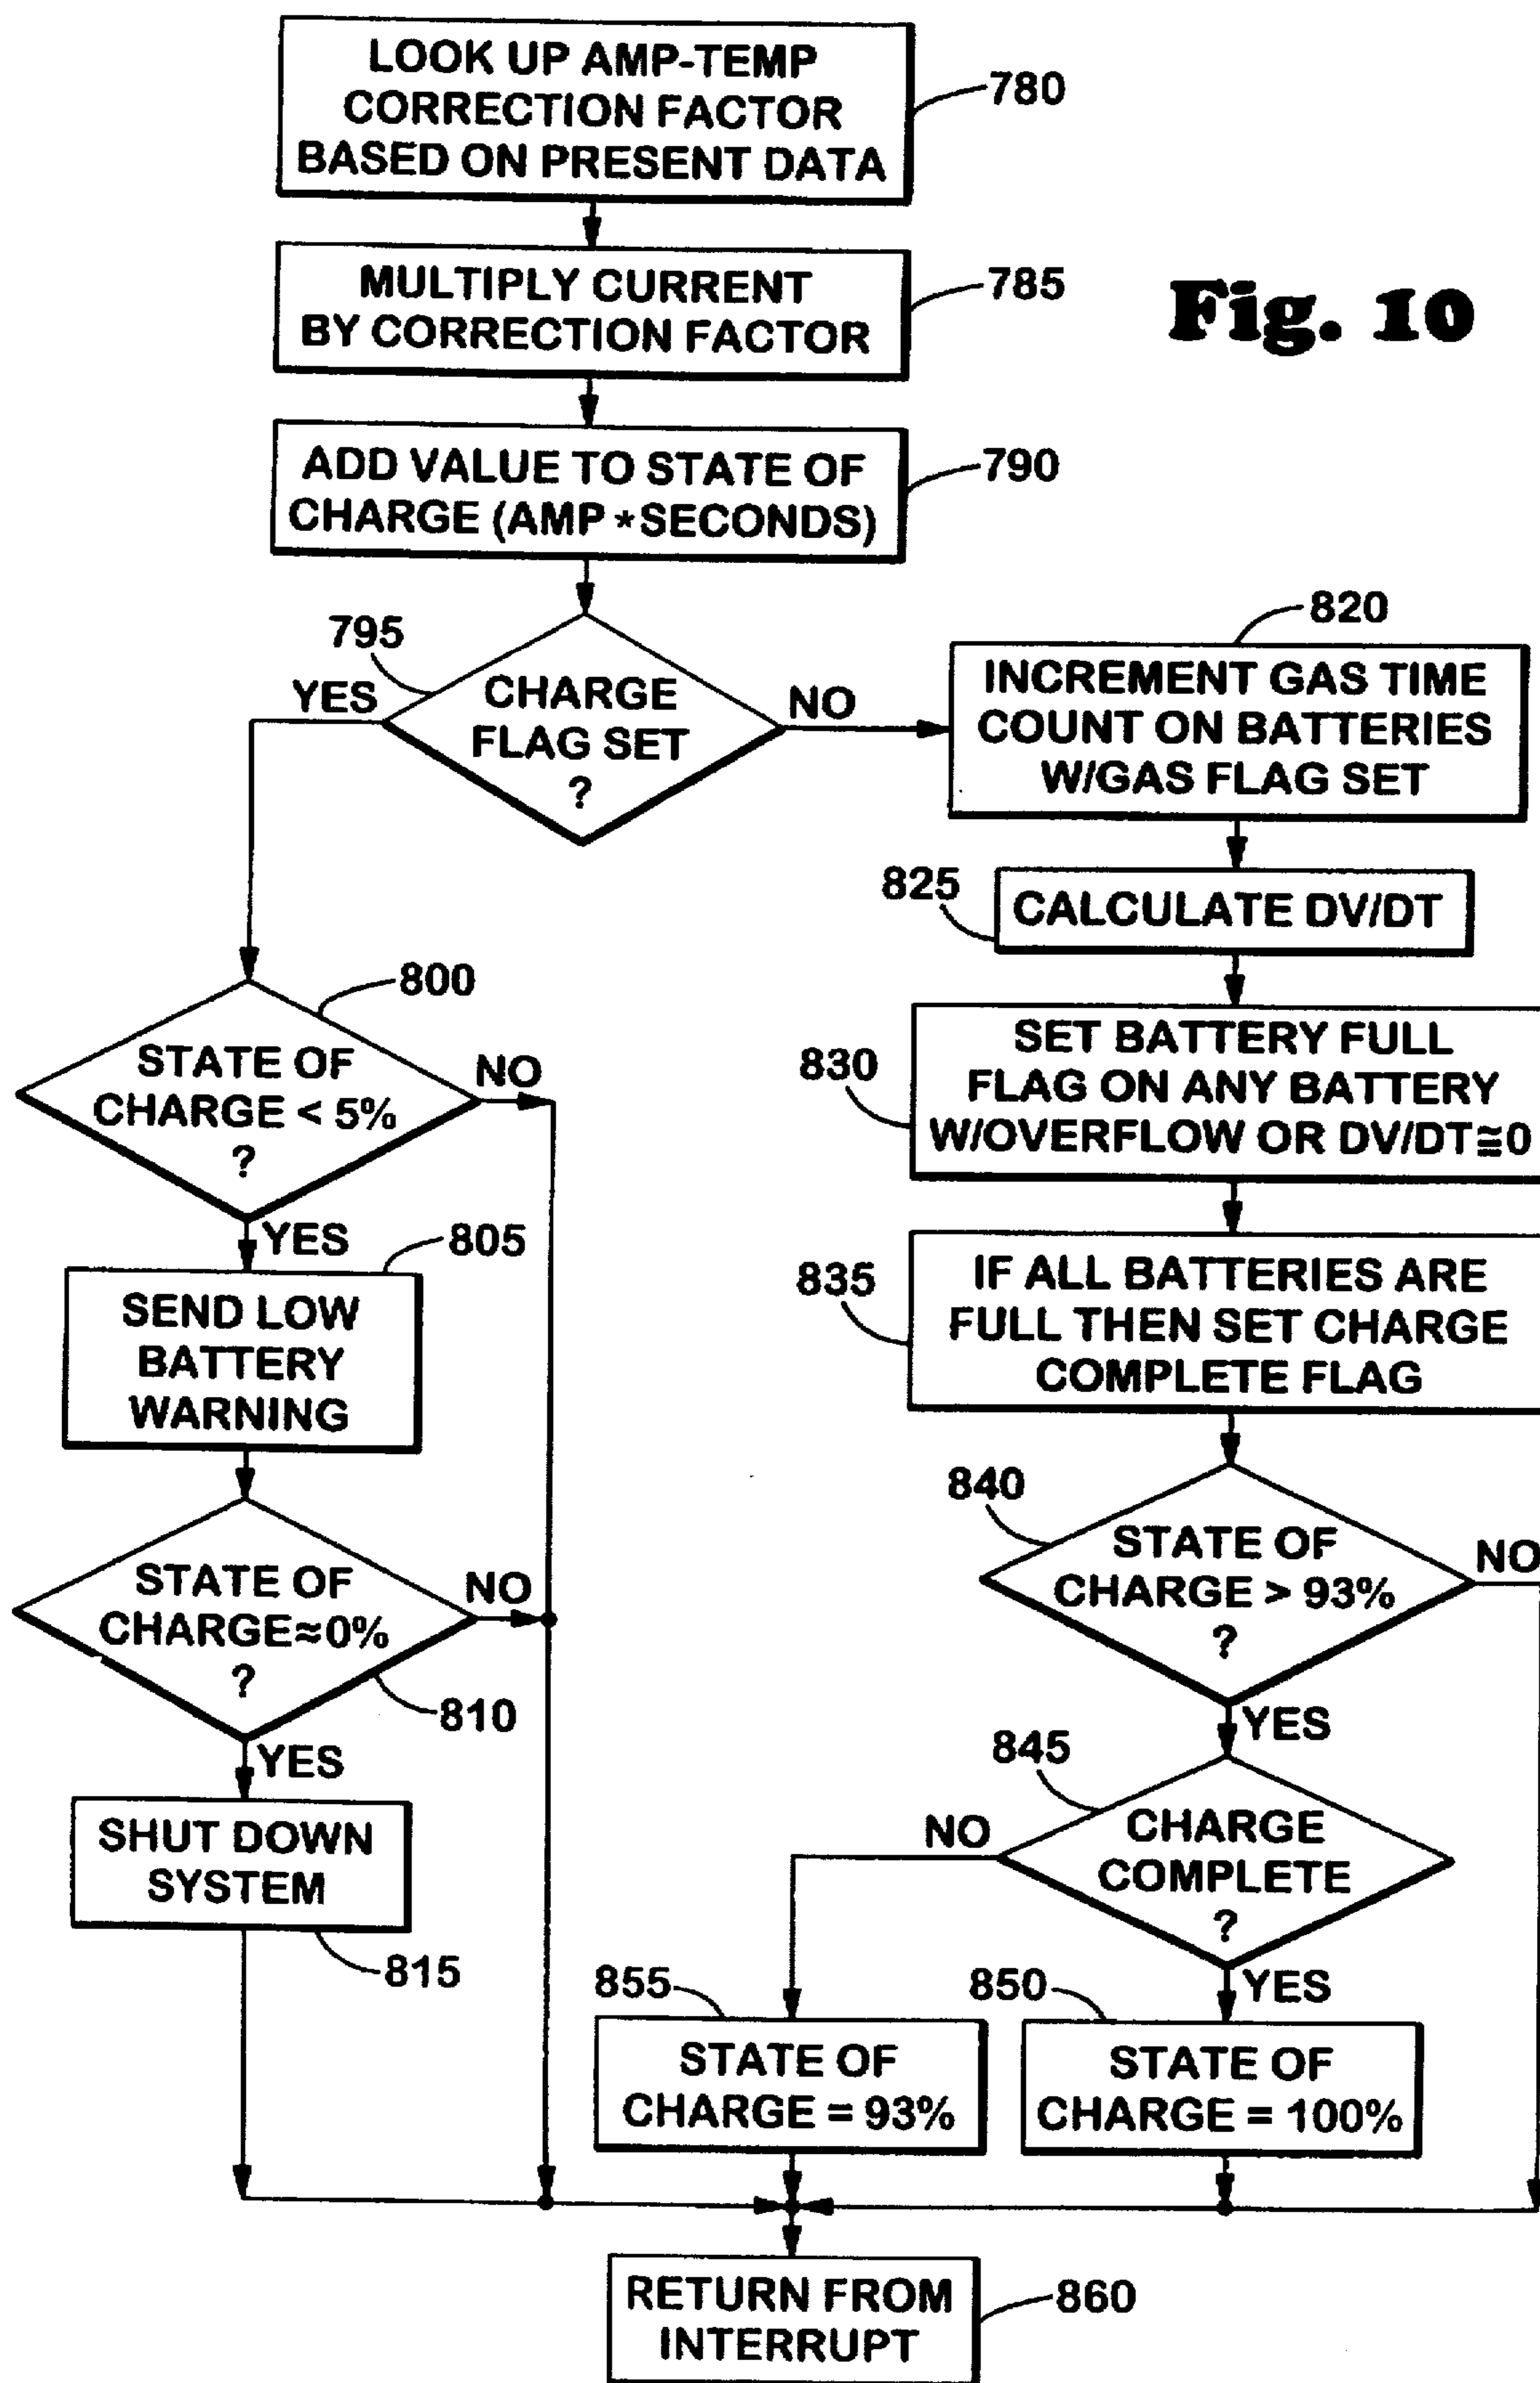 LOOK UP AMP-TEMP
CORRECTION FACTOR
BASED ON PRESENT DATA
780
MULTIPLY CURRENT
BY CORRECTION FACTOR
785
Fig. 10
ADD VALUE TO STATE OF
CHARGE (AMP *SECONDS)
790
795
YES
CHARGE
FLAG SET
?
NO
820
INCREMENT GAS TIME
COUNT ON BATTERIES
W/GAS FLAG SET
825
CALCULATE DV/DT
830
SET BATTERY FULL
FLAG ON ANY BATTERY
W/OVERFLOW OR DV/DT≅0
835
IF ALL BATTERIES ARE
FULL THEN SET CHARGE
COMPLETE FLAG
800
STATE OF
CHARGE < 5%
?
NO
YES
805
SEND LOW
BATTERY
WARNING
STATE OF
CHARGE≈0%
?
NO
810
YES
SHUT DOWN
SYSTEM
815
840
STATE OF
CHARGE > 93%
?
NO
YES
845
CHARGE
COMPLETE
?
NO
YES
855
STATE OF
CHARGE = 93%
850
STATE OF
CHARGE = 100%
RETURN FROM
INTERRUPT
860